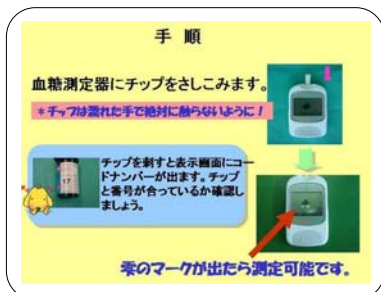 手 順
血糖測定器にチップをさしこみます。
＊チップは濡れた手で絶対に触らないように！
チップを刺すと表示画面にコー
ドナンバーが出ます。チップ
と番号が合っているか確認し
ましょう。
雫のマークが出たら測定可能です。